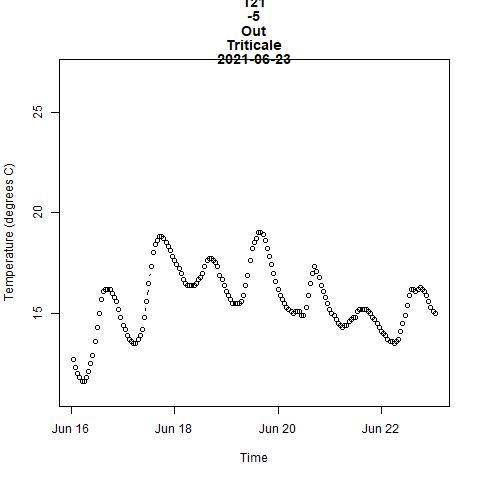 121
-5
Out
Triticale
2021-06-23
Temperature (degrees C)
25
20
15
Jun 16
Jun 18
Jun 20
Jun 22
Time